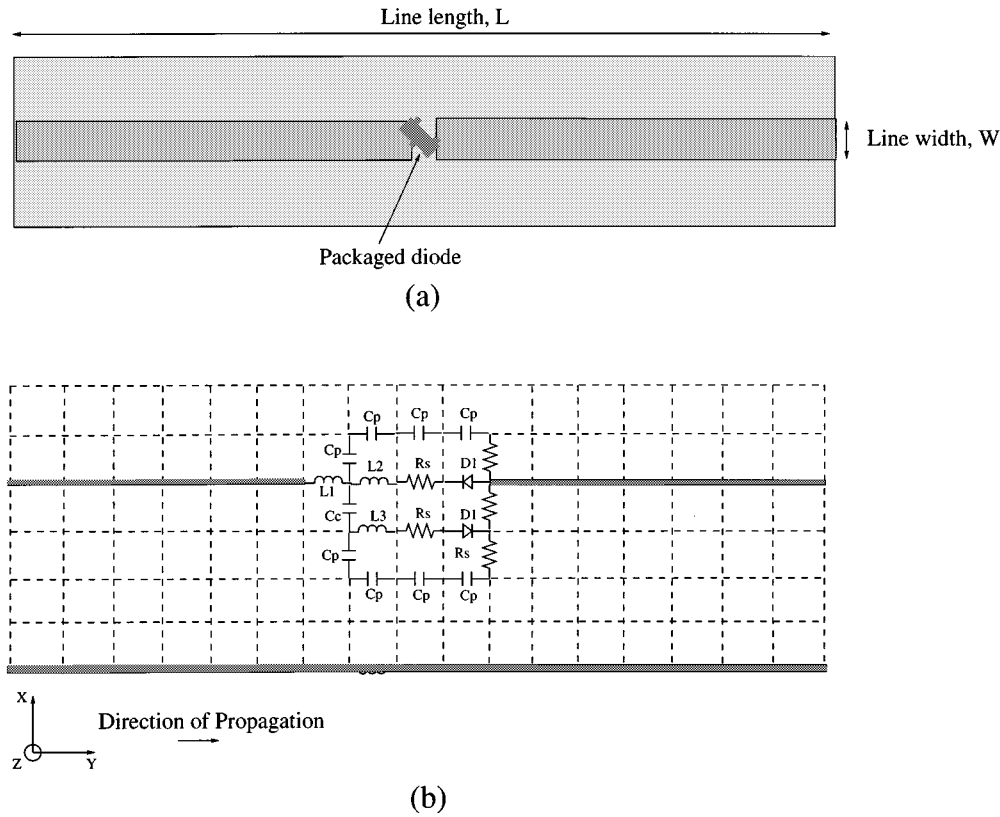 Line length, L
Line width, W
Packaged diode
(a)
Cp Cp Cp
Cp
L2 Rs D1
L1
Cc L3 Rs D1
Cp Rs
Cp Cp Cp
X
Z Y
Direction of Propagation
(b)